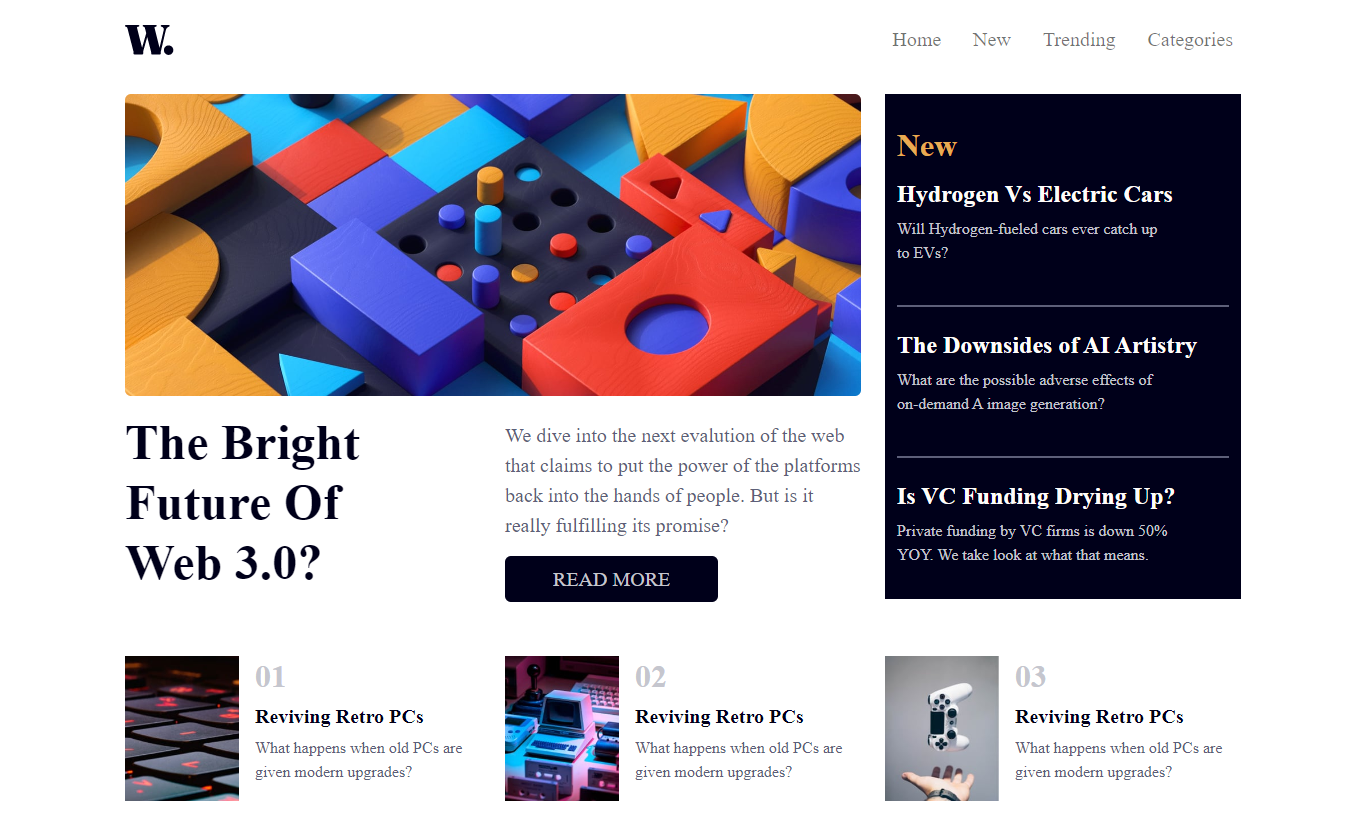 W.
Home New Trending Categories
The Bright
Future Of
Web 3.0?
We dive into the next evalution of the web
that claims to put the power of the platforms
back into the hands of people. But is it
really fulfilling its promise?
READ MORE
New
Hydrogen Vs Electric Cars
Will Hydrogen-fueled cars ever catch up
to EVs?
The Downsides of AI Artistry
What are the possible adverse effects of
on-demand A image generation?
Is VC Funding Drying Up?
Private funding by VC firms is down 50%
YOY. We take look at what that means.
01
Reviving Retro PCs
What happens when old PCs are
given modern upgrades?
02
Reviving Retro PCs
What happens when old PCs are
given modern upgrades?
03
Reviving Retro PCs
What happens when old PCs are
given modern upgrades?